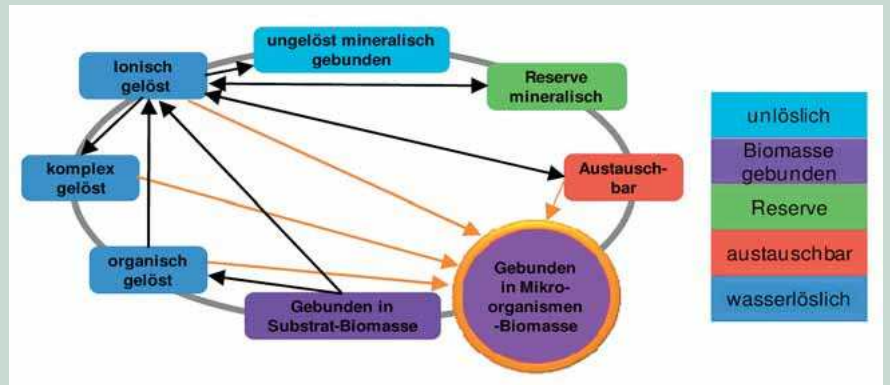 ungelöst mineralisch
gebunden
Ionisch
gelöst
Reserve
mineralisch
komplex
gelöst
Austausch-
bar
organisch
gelöst
Gebunden in
Substrat-Biomasse
Gebunden
in Mikro-
organismen
-Biomasse
unlöslich
Biomasse
gebunden
Reserve
austauschbar
wasserlöslich